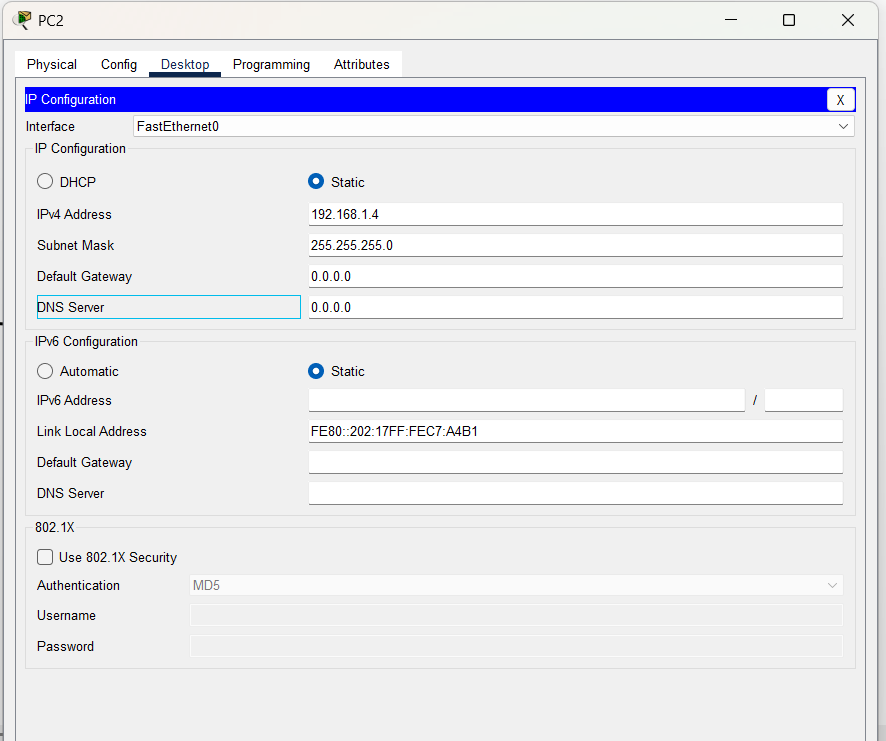 PC2
Physical Config Desktop Programming Attributes
IP Configuration X
Interface FastEthernet0
IP Configuration
DHCP Static
IPv4 Address 192.168.1.4
Subnet Mask 255.255.255.0
Default Gateway 0.0.0.0
DNS Server 0.0.0.0
IPv6 Configuration
Automatic Static
IPv6 Address /
Link Local Address FE80::202:17FF:FEC7:A4B1
Default Gateway
DNS Server
802.1X
Use 802.1X Security
Authentication MD5
Username
Password